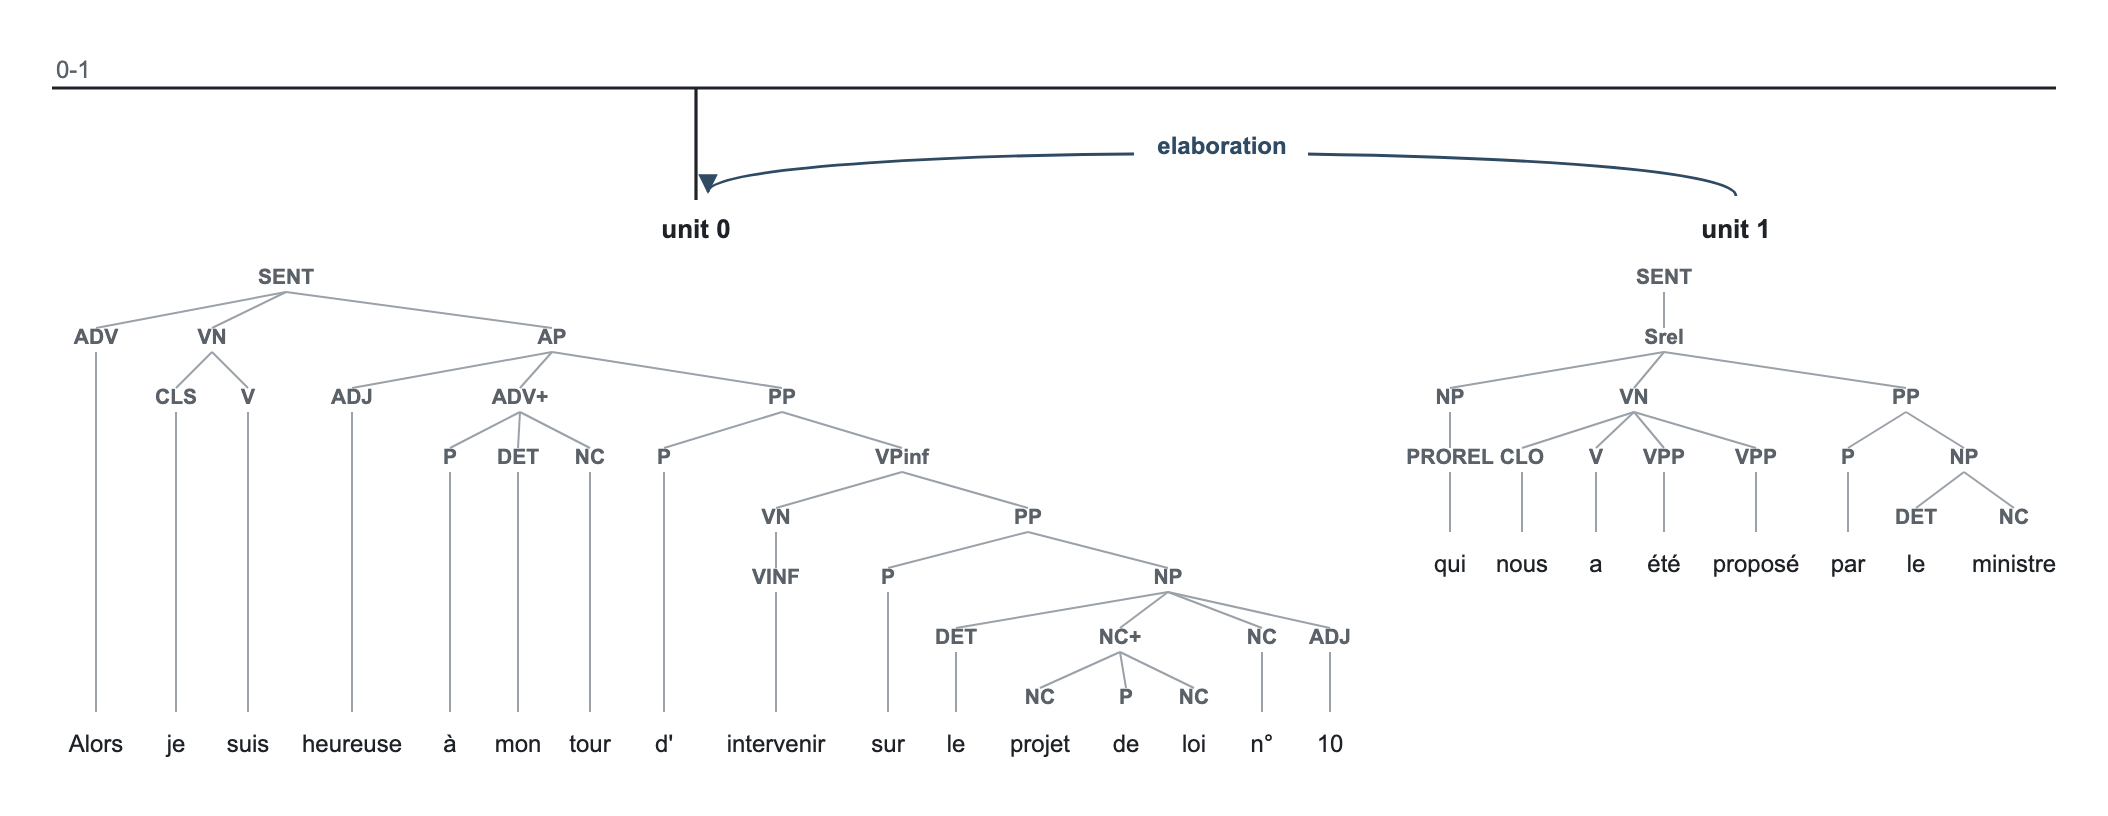 0-1
elaboration
unit 0 unit 1
SENT SENT
ADV VN AP Srel
CLS V ADJ ADV+ PP NP VN PP
P DET NC P VPinf PROREL CLO V VPP VPP P NP
VN PP DET NC
qui nous a été proposé par le ministre
VINF P NP
DET NC+ NC ADJ
NC P NC
Alors je suis heureuse à mon tour d' intervenir sur le projet de loi n° 10